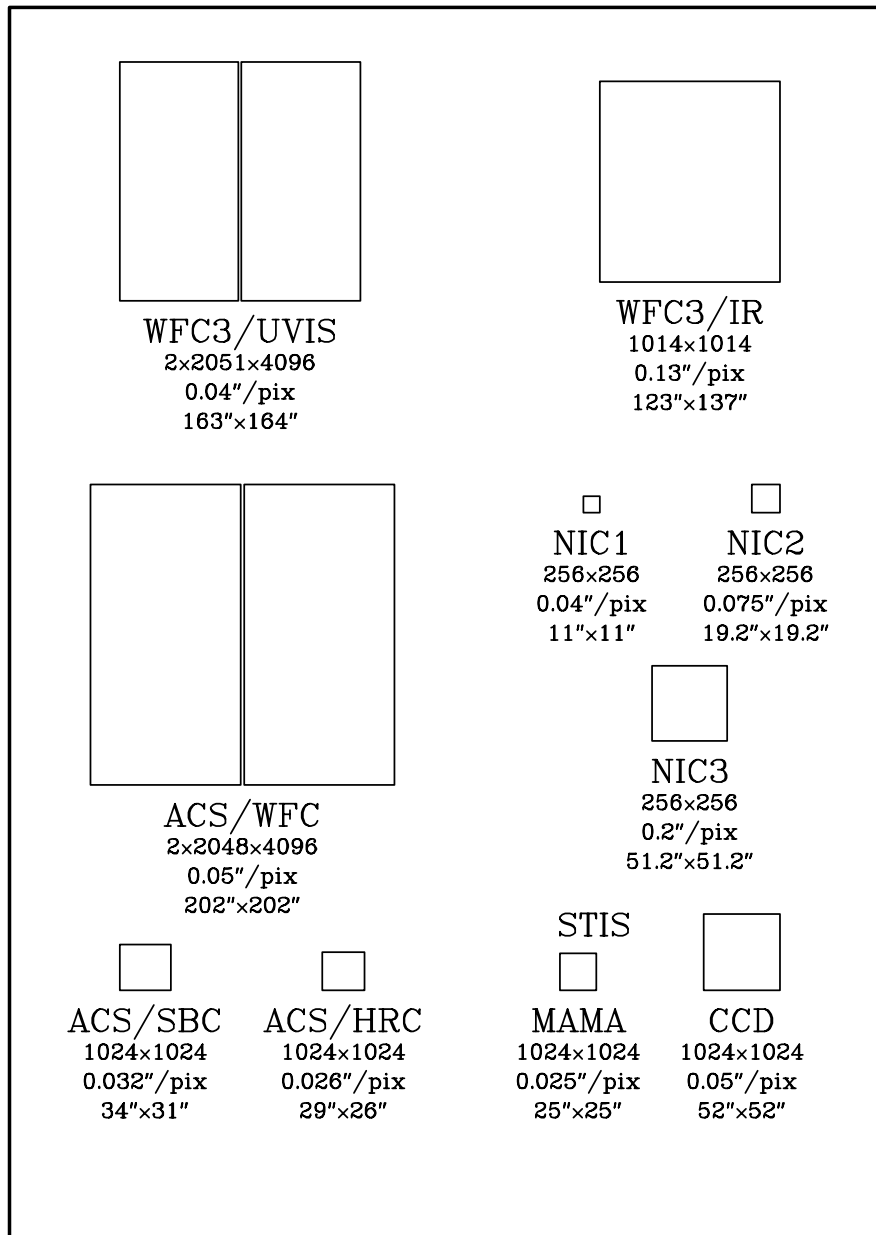 WFC3/UVIS
2×2051×4096
0.04"/pix
163"×164"
WFC3/IR
1014×1014
0.13"/pix
123"×137"
ACS/WFC
2×2048×4096
0.05"/pix
202"×202"
NIC1
256×256
0.04"/pix
11"×11"
NIC2
256×256
0.075"/pix
19.2"×19.2"
NIC3
256×256
0.2"/pix
51.2"×51.2"
ACS/SBC
1024×1024
0.032"/pix
34"×31"
ACS/HRC
1024×1024
0.026"/pix
29"×26"
STIS
MAMA
1024×1024
0.025"/pix
25"×25"
CCD
1024×1024
0.05"/pix
52"×52"